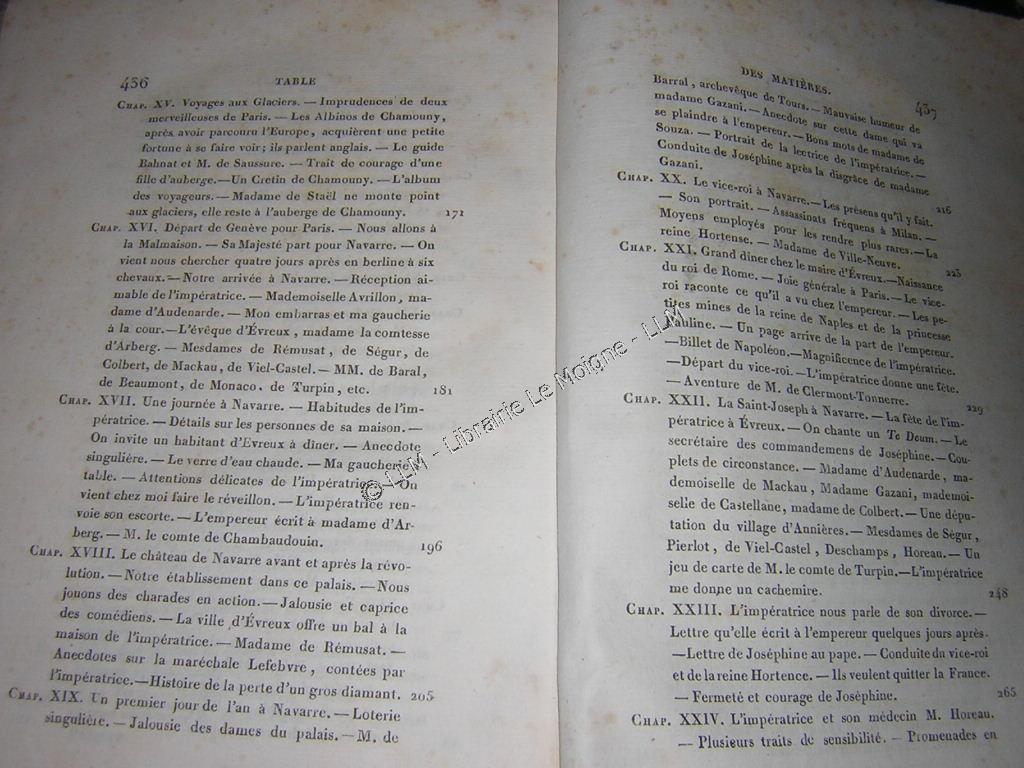 456
TABLE
CHAP. XV. Voyages aux Glaciers. — Imprudences de deux
merveilleuses de Paris. — Les Albinos de Chamouny,
après avoir parcouru l'Europe, acquièrent une petite
fortune à se faire voir ; ils parlent anglais. — Le guide
Bahnat et M. de Saussure. — Trait de courage d'une
fille d'auberge. — Un Cretin de Chamouny. — L'album
des voyageurs. — Madame de Staël ne monte point
aux glaciers, elle reste à l'auberge de Chamouny. 171
CHAP. XVI. Départ de Genève pour Paris. — Nous allons à
la Malmaison. — Sa Majesté part pour Navarre. — On
vient nous chercher quatre jours après en berline à six
chevaux. — Notre arrivée à Navarre. — Réception ai-
mable de l'impératrice. — Mademoiselle Avrillon, ma-
dame d'Audenarde. — Mon embarras et ma gaucherie
à la cour. — L'évêque d'Évreux, madame la comtesse
d'Arberg. — Mesdames de Rémusat, de Ségur, de
Colbert, de Mackau, de Viel-Castel. — MM. de Baral,
de Beaumont, de Monaco, de Turpin, etc. 181
CHAP. XVII. Une journée à Navarre. — Habitudes de l'im-
pératrice. — Détails sur les personnes de sa maison. —
On invite un habitant d'Evreux à dîner. — Anecdote
singulière. — Le verre d'eau chaude. — Ma gaucherie
table. — Attentions délicates de l'impératrice. — On
vient chez moi faire le réveillon. — L'impératrice ren-
voie son escorte. — L'empereur écrit à madame d'Ar-
berg. — M. le comte de Chambaudouin. 196
CHAP. XVIII. Le château de Navarre avant et après la révo-
lution. — Notre établissement dans ce palais. — Nous
jouons des charades en action. — Jalousie et caprice
des comédiens. — La ville d'Évreux offre un bal à la
maison de l'impératrice. — Madame de Rémusat. —
Anecdotes sur la maréchale Lefebvre, contées par
l'impératrice. — Histoire de la perte d'un gros diamant. 205
CHAP. XIX. Un premier jour de l'an à Navarre. — Loterie
singulière. — Jalousie des dames du palais. — M. de
DES MATIÈRES.
437
Barral, archevêque de Tours. — Mauvaise humeur de
madame Gazani. — Anecdote sur cette dame qui va
se plaindre à l'empereur. — Bons mots de madame de
Souza. — Portrait de la lectrice de l'impératrice. —
Conduite de Joséphine après la disgrâce de madame
Gazani. 216
CHAP. XX. Le vice-roi à Navarre. — Les présens qu'il y fait.
— Son portrait. — Assassinats fréquens à Milan. —
Moyens employés pour les rendre plus rares. — La
reine Hortense. — Madame de Ville-Neuve. 223
CHAP. XXI. Grand dîner chez le maire d'Évreux. — Naissance
du roi de Rome. — Joie générale à Paris. — Le vice-
roi raconte ce qu'il a vu chez l'empereur. — Les pe-
tites mines de la reine de Naples et de la princesse
Pauline. — Un page arrive de la part de l'empereur.
— Billet de Napoléon. — Magnificence de l'impératrice.
— Départ du vice-roi. — L'impératrice donne une fête.
— Aventure de M. de Clermont-Tonnerre. 229
CHAP. XXII. La Saint-Joseph à Navarre. — La fête de l'im-
pératrice à Évreux. — On chante un Te Deum. — Le
secrétaire des commandemens de Joséphine. — Cou-
plets de circonstance. — Madame d'Audenarde, ma-
demoiselle de Mackau, Madame Gazani, mademoi-
selle de Castellane, madame de Colbert. — Une dépu-
tation du village d'Annières. — Mesdames de Ségur,
Pierlot, de Viel-Castel, Deschamps, Horeau. — Un
jeu de carte de M. le comte de Turpin. — L'impératrice
me donne un cachemire. 248
CHAP. XXIII. L'impératrice nous parle de son divorce. —
Lettre qu'elle écrit à l'empereur quelques jours après.
— Lettre de Joséphine au pape. — Conduite du vice-roi
et de la reine Hortence. — Ils veulent quitter la France.
— Fermeté et courage de Joséphine. 265
CHAP. XXIV. L'impératrice et son médecin M. Horeau.
— Plusieurs traits de sensibilité. — Promenades en
© LLM - Librairie Le Moigne - LLM